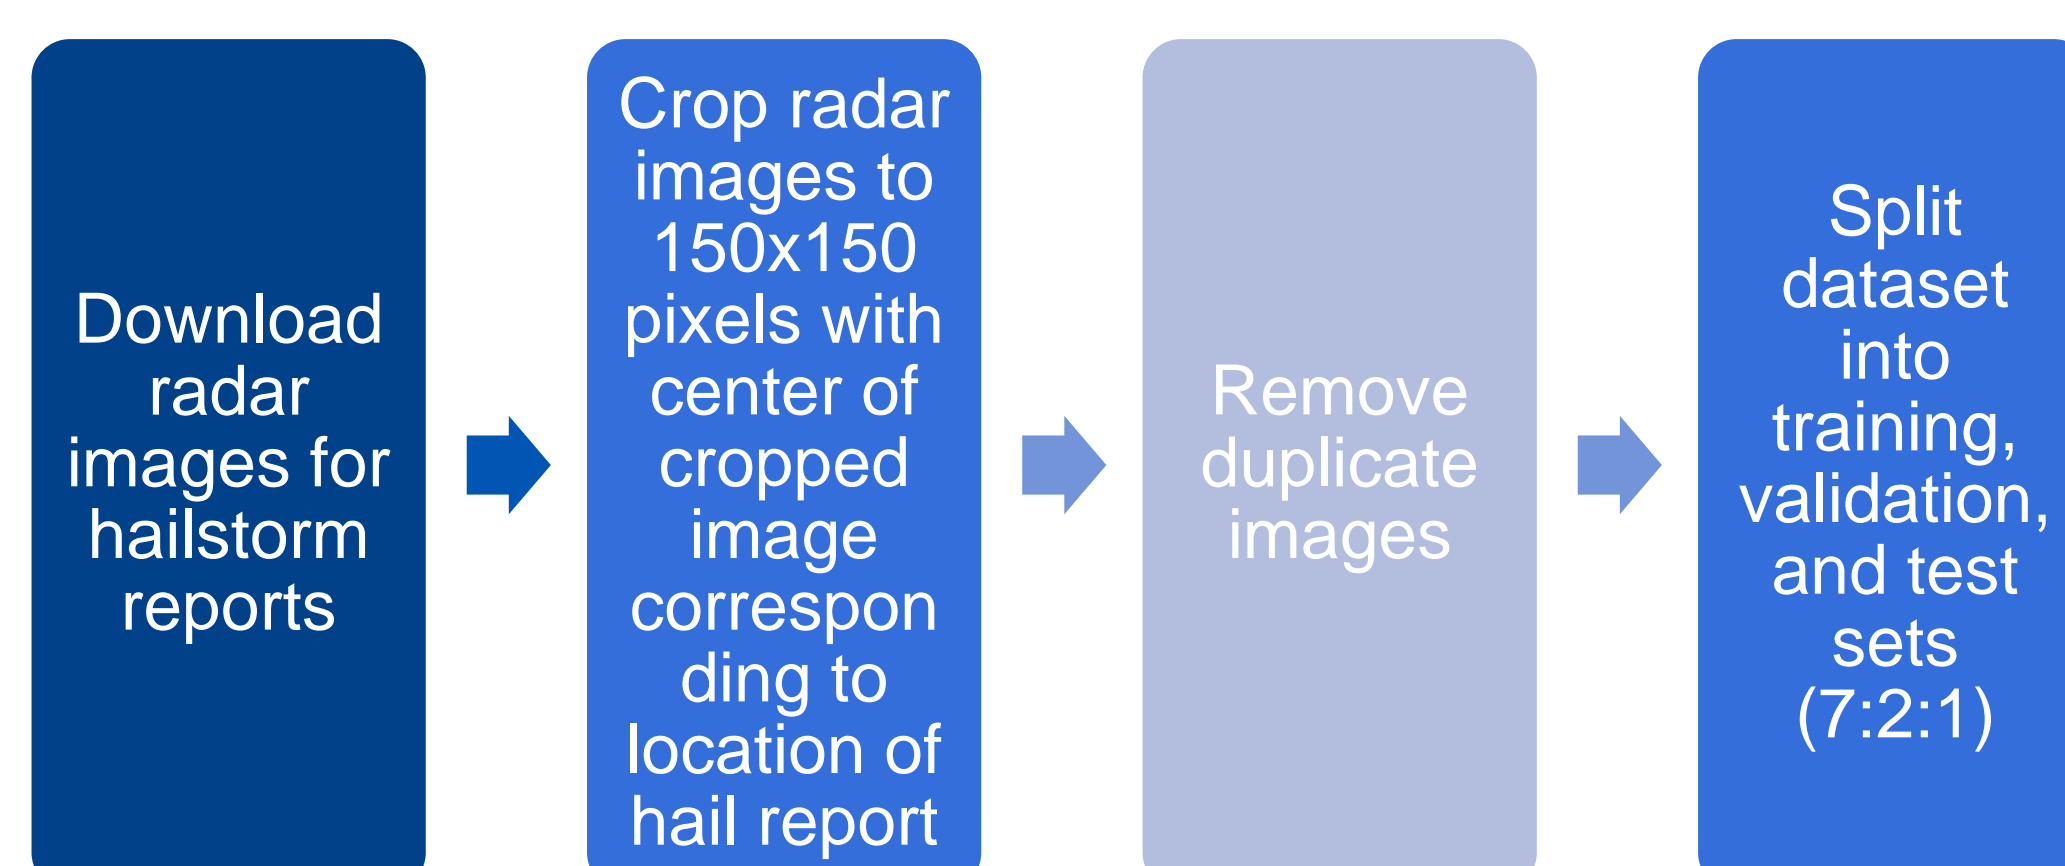 Download
radar
images for
hailstorm
reports
Crop radar
images to
150x150
pixels with
center of
cropped
image
correspon
ding to
location of
hail report
Remove
duplicate
images
Split
dataset
into
training,
validation,
and test
sets
(7:2:1)